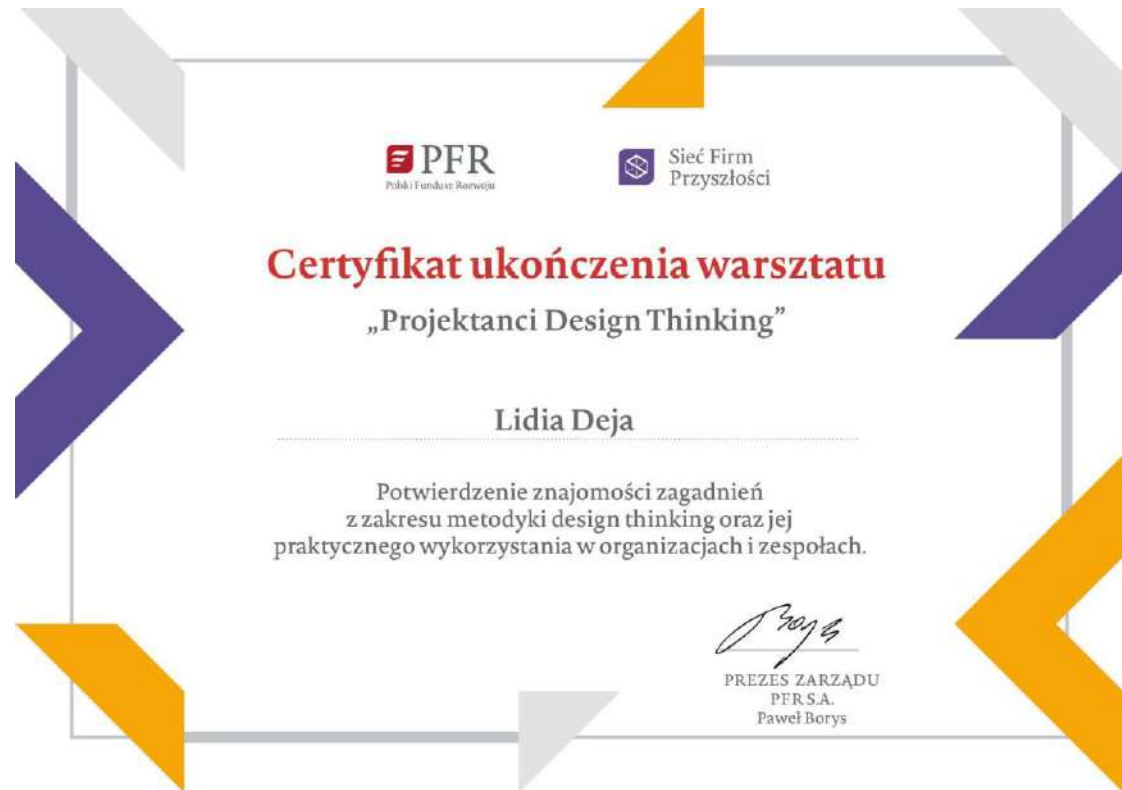 PFR
Polski Fundusz Rozwoju
Sieć Firm
Przyszłości
Certyfikat ukończenia warsztatu
„Projektanci Design Thinking”
Lidia Deja
Potwierdzenie znajomości zagadnień
z zakresu metodyki design thinking oraz jej
praktycznego wykorzystania w organizacjach i zespołach.
PREZES ZARZĄDU
PFR S.A.
Paweł Borys